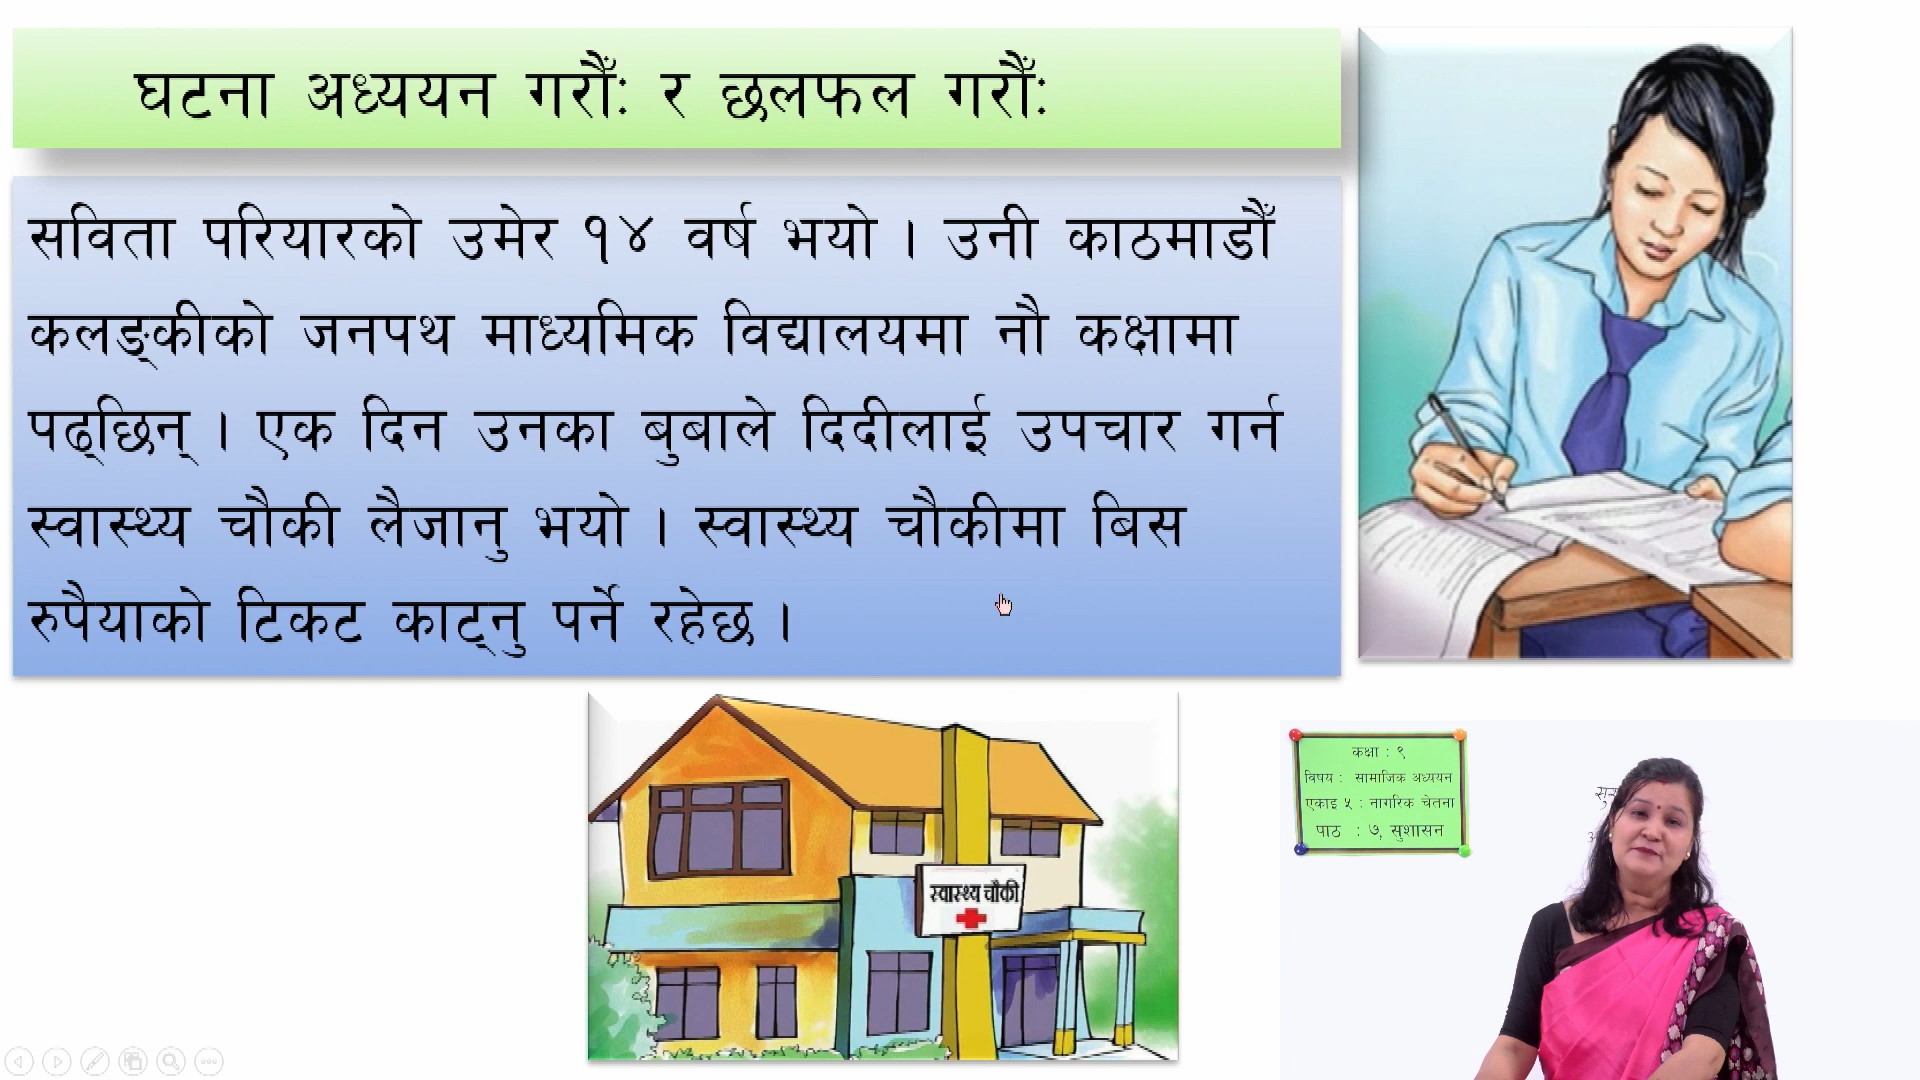 घटना अध्ययन गरौँः र छलफल गरौँः
सविता परियारको उमेर १४ वर्ष भयो । उनी काठमाडौँ
कलङ्कीको जनपथ माध्यमिक विद्यालयमा नौ कक्षामा
पढ्छिन् । एक दिन उनका बुबाले दिदीलाई उपचार गर्न
स्वास्थ्य चौकी लैजानु भयो । स्वास्थ्य चौकीमा बिस
रुपैयाको टिकट काट्नु पर्ने रहेछ ।
स्वास्थ्य चौकी
कक्षा : ९
विषय : सामाजिक अध्ययन
एकाइ ५ : नागरिक चेतना
पाठ : ७, सुशासन